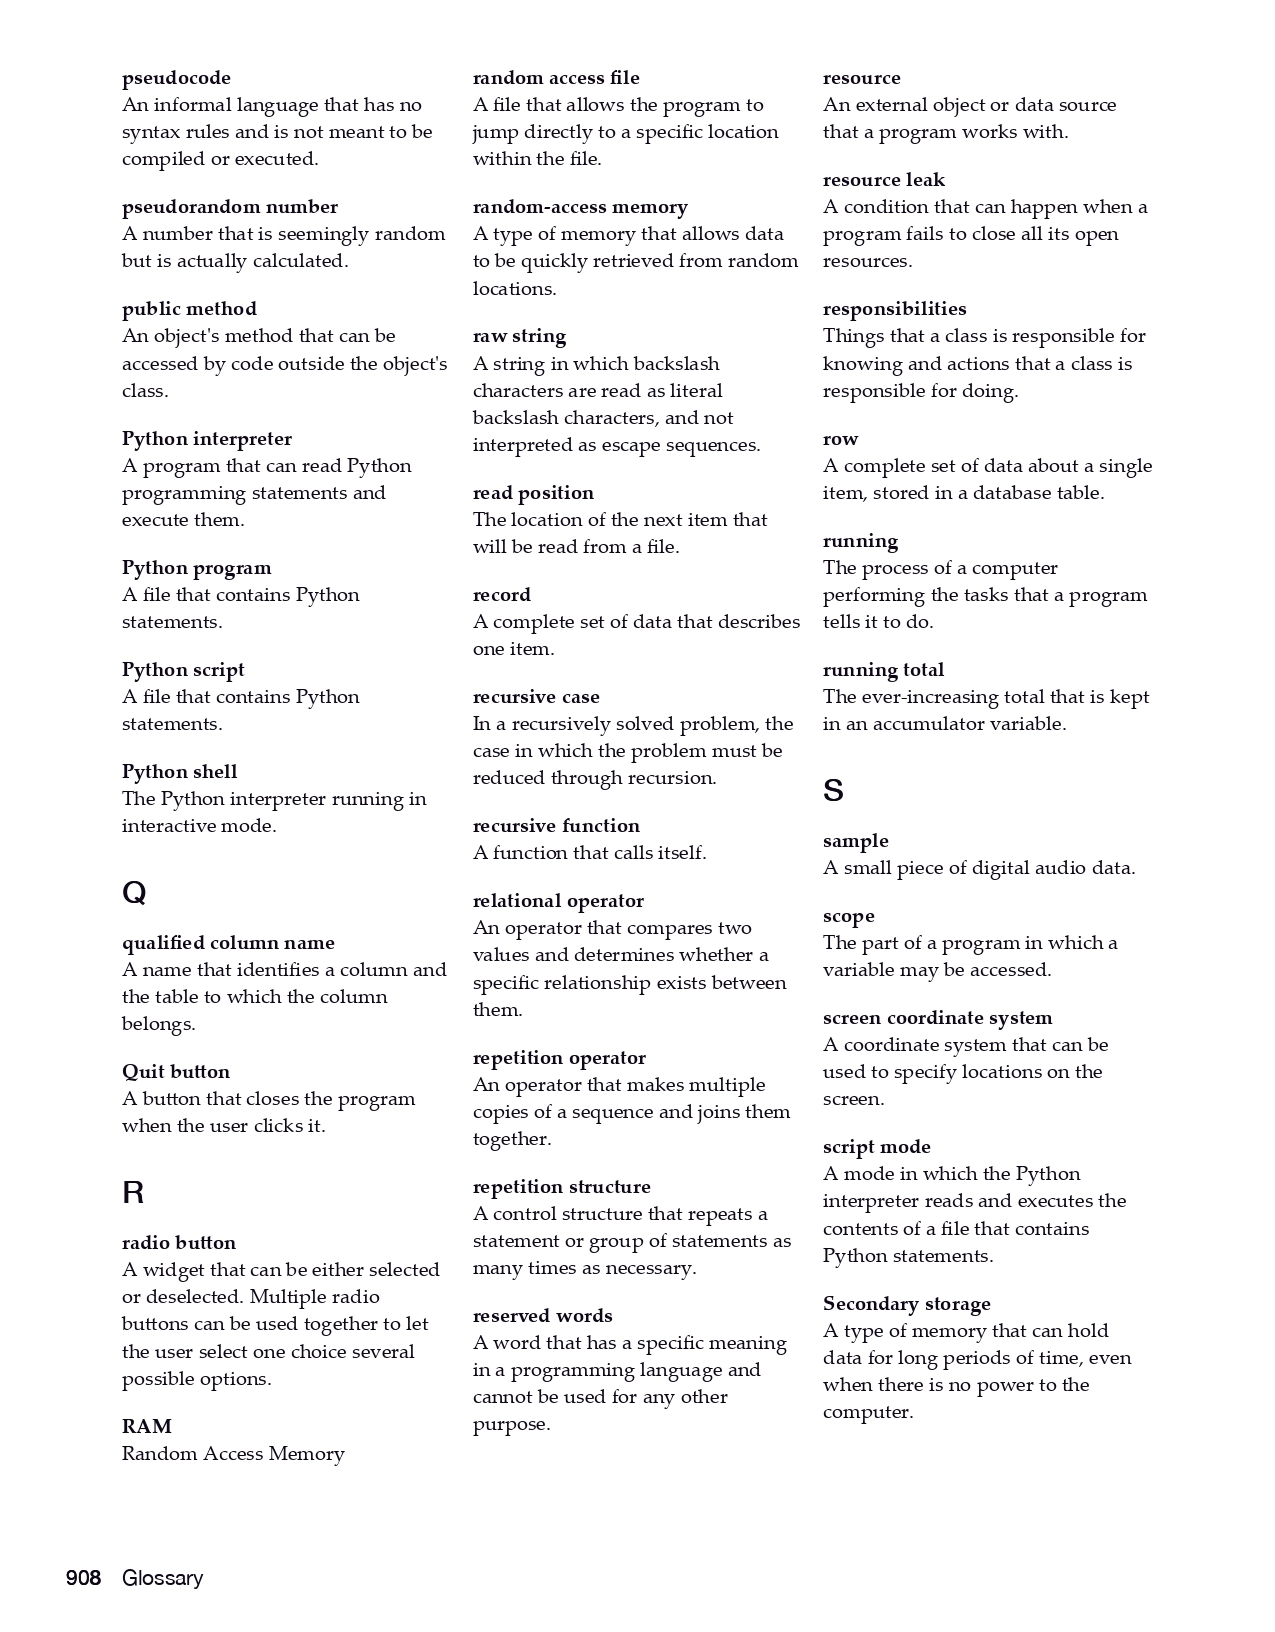 pseudocode
An informal language that has no
syntax rules and is not meant to be
compiled or executed.
pseudorandom number
A number that is seemingly random
but is actually calculated.
public method
An object's method that can be
accessed by code outside the object's
class.
Python interpreter
A program that can read Python
programming statements and
execute them.
Python program
A file that contains Python
statements.
Python script
A file that contains Python
statements.
Python shell
The Python interpreter running in
interactive mode.
Q
qualified column name
A name that identifies a column and
the table to which the column
belongs.
Quit button
A button that closes the program
when the user clicks it.
R
radio button
A widget that can be either selected
or deselected. Multiple radio
buttons can be used together to let
the user select one choice several
possible options.
RAM
Random Access Memory
random access file
A file that allows the program to
jump directly to a specific location
within the file.
random-access memory
A type of memory that allows data
to be quickly retrieved from random
locations.
raw string
A string in which backslash
characters are read as literal
backslash characters, and not
interpreted as escape sequences.
read position
The location of the next item that
will be read from a file.
record
A complete set of data that describes
one item.
recursive case
In a recursively solved problem, the
case in which the problem must be
reduced through recursion.
recursive function
A function that calls itself.
relational operator
An operator that compares two
values and determines whether a
specific relationship exists between
them.
repetition operator
An operator that makes multiple
copies of a sequence and joins them
together.
repetition structure
A control structure that repeats a
statement or group of statements as
many times as necessary.
reserved words
A word that has a specific meaning
in a programming language and
cannot be used for any other
purpose.
resource
An external object or data source
that a program works with.
resource leak
A condition that can happen when a
program fails to close all its open
resources.
responsibilities
Things that a class is responsible for
knowing and actions that a class is
responsible for doing.
row
A complete set of data about a single
item, stored in a database table.
running
The process of a computer
performing the tasks that a program
tells it to do.
running total
The ever-increasing total that is kept
in an accumulator variable.
S
sample
A small piece of digital audio data.
scope
The part of a program in which a
variable may be accessed.
screen coordinate system
A coordinate system that can be
used to specify locations on the
screen.
script mode
A mode in which the Python
interpreter reads and executes the
contents of a file that contains
Python statements.
Secondary storage
A type of memory that can hold
data for long periods of time, even
when there is no power to the
computer.
908 Glossary